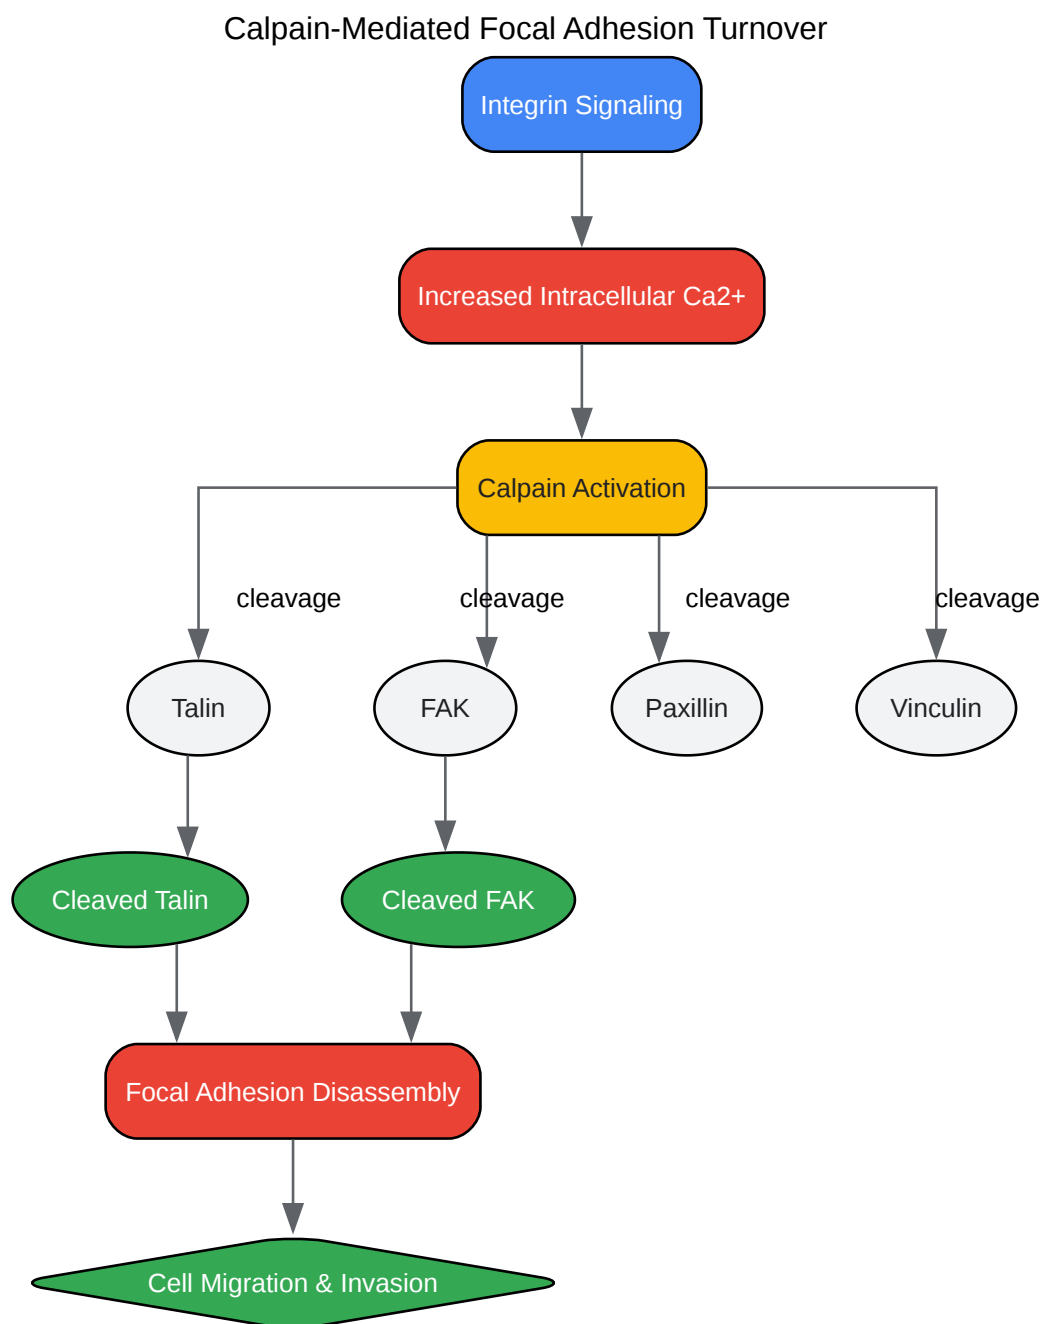 Calpain-Mediated Focal Adhesion Turnover
Integrin Signaling
Increased Intracellular Ca2+
Calpain Activation
cleavage
cleavage
cleavage
cleavage
Talin
FAK
Paxillin
Vinculin
Cleaved Talin
Cleaved FAK
Focal Adhesion Disassembly
Cell Migration & Invasion